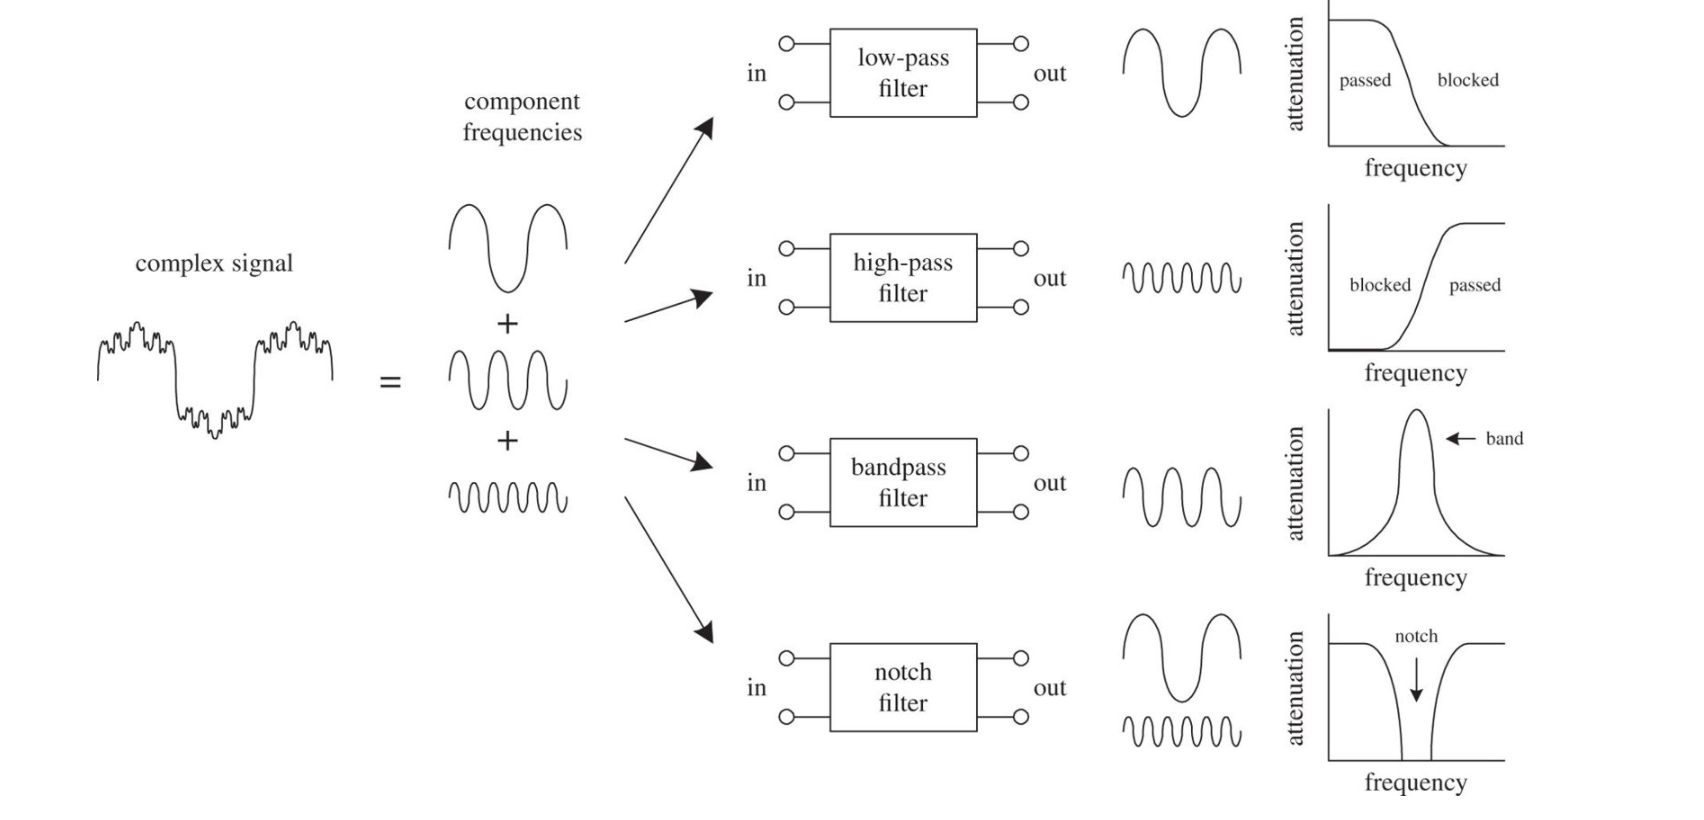 component
frequencies
complex signal
=
+
+
in
low-pass
filter
out
attenuation
passed
blocked
frequency
in
high-pass
filter
out
attenuation
blocked
passed
frequency
in
bandpass
filter
out
attenuation
band
frequency
in
notch
filter
out
attenuation
notch
frequency